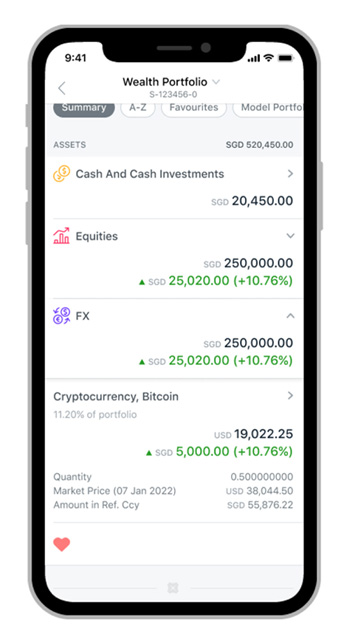 9:41
Wealth Portfolio
S-123456-0
Summary A-Z Favourites Model Portfol
ASSETS SGD 520,450.00
Cash And Cash Investments
SGD 20,450.00
Equities
SGD 250,000.00
▲ SGD 25,020.00 (+10.76%)
FX
SGD 250,000.00
▲ SGD 25,020.00 (+10.76%)
Cryptocurrency, Bitcoin
11.20% of portfolio
USD 19,022.25
▲ SGD 5,000.00 (+10.76%)
Quantity 0.500000000
Market Price (07 Jan 2022) USD 38,044.50
Amount in Ref. Ccy SGD 55,876.22